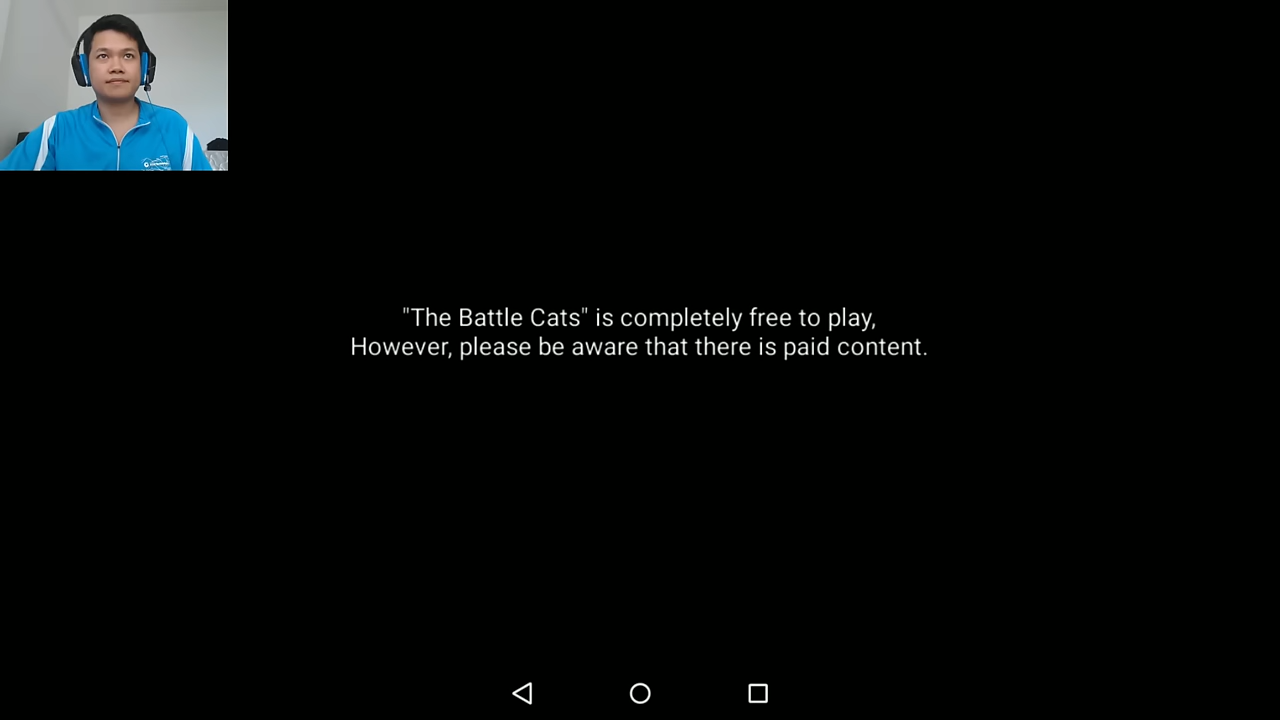 "The Battle Cats" is completely free to play,
However, please be aware that there is paid content.